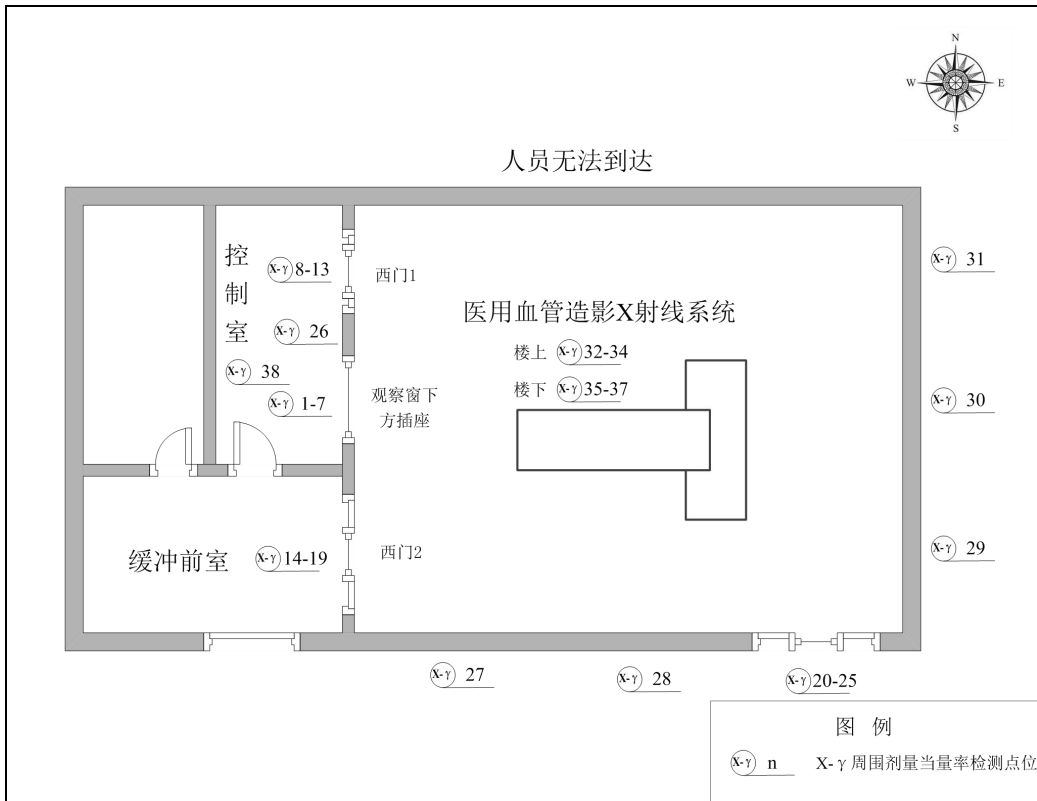 N
W
E
S
人员无法到达
控制室
X-γ 8-13
西门1
X-γ 31
医用血管造影X射线系统
X-γ 26
楼上 X-γ 32-34
X-γ 38
楼下 X-γ 35-37
X-γ 1-7
观察窗下
方插座
X-γ 30
缓冲前室
X-γ 14-19
西门2
X-γ 29
X-γ 27
X-γ 28
X-γ 20-25
图 例
X-γ n X-γ 周围剂量当量率检测点位